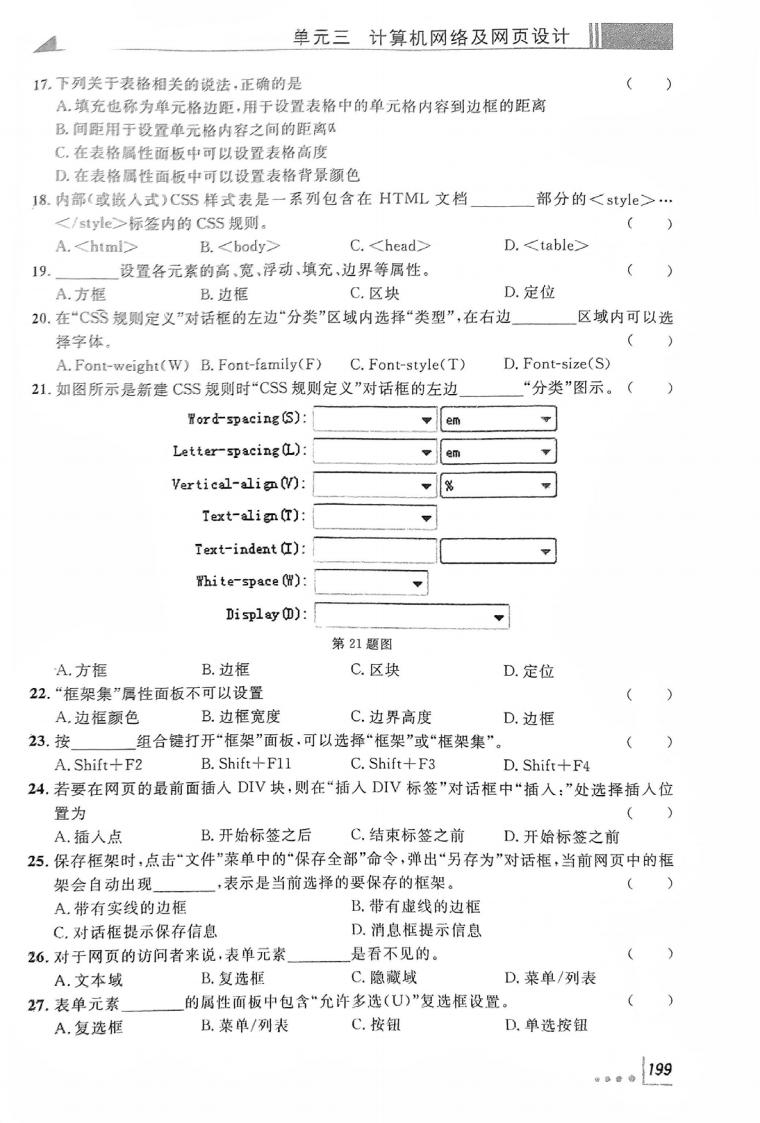 单元三 计算机网络及网页设计
17.下列关于表格相关的说法,正确的是 ( )
A.填充也称为单元格边距,用于设置表格中的单元格内容到边框的距离
B.间距用于设置单元格内容之间的距离
C.在表格属性面板中可以设置表格高度
D.在表格属性面板中可以设置表格背景颜色
18.内部(或嵌入式)CSS 样式表是一系列包含在 HTML 文档______部分的<style>…
</style>标签内的 CSS 规则。 ( )
A.<html> B.<body> C.<head> D.<table>
19.______设置各元素的高、宽、浮动、填充、边界等属性。 ( )
A.方框 B.边框 C.区块 D.定位
20.在“CSS 规则定义”对话框的左边“分类”区域内选择“类型”,在右边______区域内可以选
择字体。 ( )
A.Font-weight(W) B.Font-family(F) C.Font-style(T) D.Font-size(S)
21.如图所示是新建 CSS 规则时“CSS 规则定义”对话框的左边______“分类”图示。 ( )
Word-spacing(S): em
Letter-spacing(L): em
Vertical-align(V): %
Text-align(T):
Text-indent(I):
White-space(W):
Display(D):
第 21 题图
A.方框 B.边框 C.区块 D.定位
22.“框架集”属性面板不可以设置 ( )
A.边框颜色 B.边框宽度 C.边界高度 D.边框
23.按______组合键打开“框架”面板,可以选择“框架”或“框架集”。 ( )
A.Shift+F2 B.Shift+F11 C.Shift+F3 D.Shift+F4
24.若要在网页的最前面插入 DIV 块,则在“插入 DIV 标签”对话框中“插入:”处选择插入位
置为 ( )
A.插入点 B.开始标签之后 C.结束标签之前 D.开始标签之前
25.保存框架时,点击“文件”菜单中的“保存全部”命令,弹出“另存为”对话框,当前网页中的框
架会自动出现______,表示是当前选择的要保存的框架。 ( )
A.带有实线的边框 B.带有虚线的边框
C.对话框提示保存信息 D.消息框提示信息
26.对于网页的访问者来说,表单元素______是看不见的。 ( )
A.文本域 B.复选框 C.隐藏域 D.菜单/列表
27.表单元素______的属性面板中包含“允许多选(U)”复选框设置。 ( )
A.复选框 B.菜单/列表 C.按钮 D.单选按钮
199